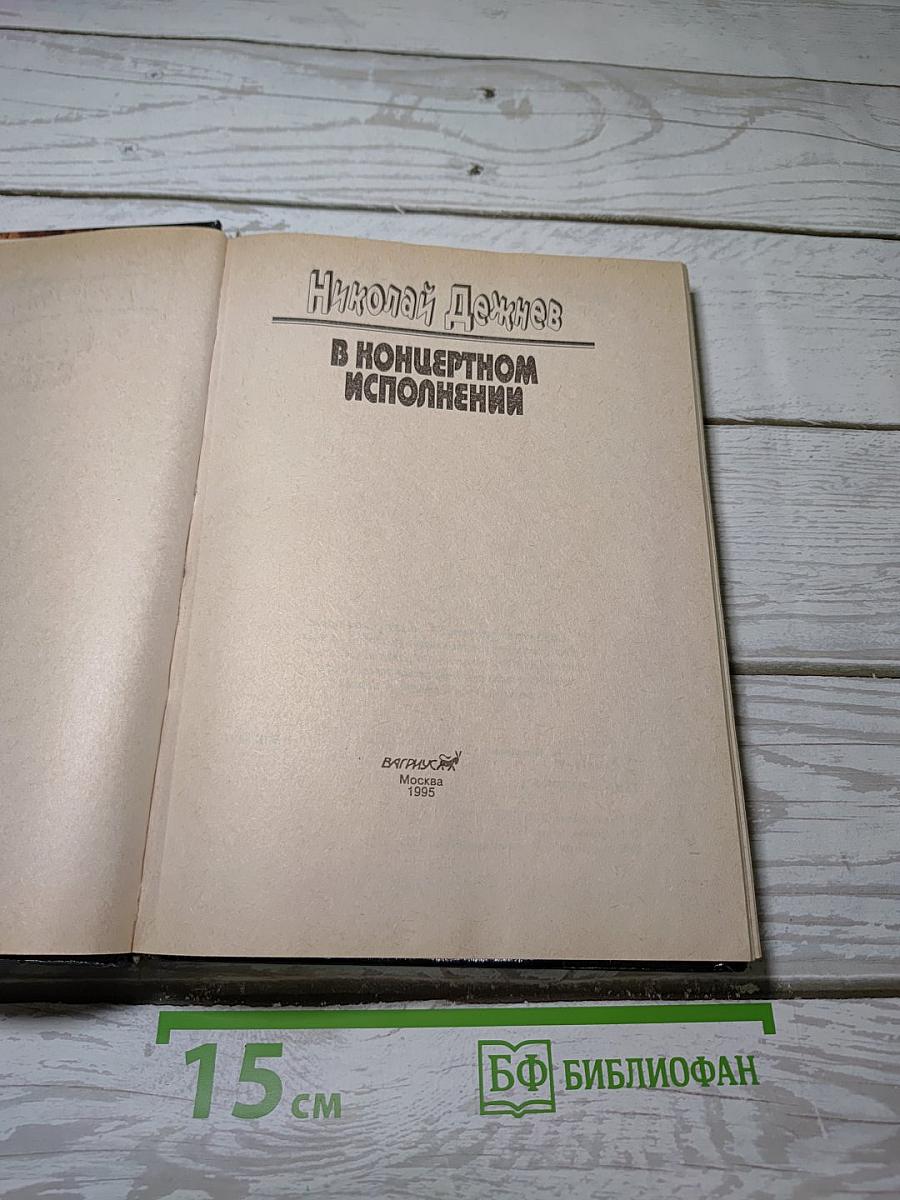 Николай Дежнев
В КОНЦЕРТНОМ
ИСПОЛНЕНИИ
ВАГРИУС
Москва
1995
15 см
БФ БИБЛИОФАН